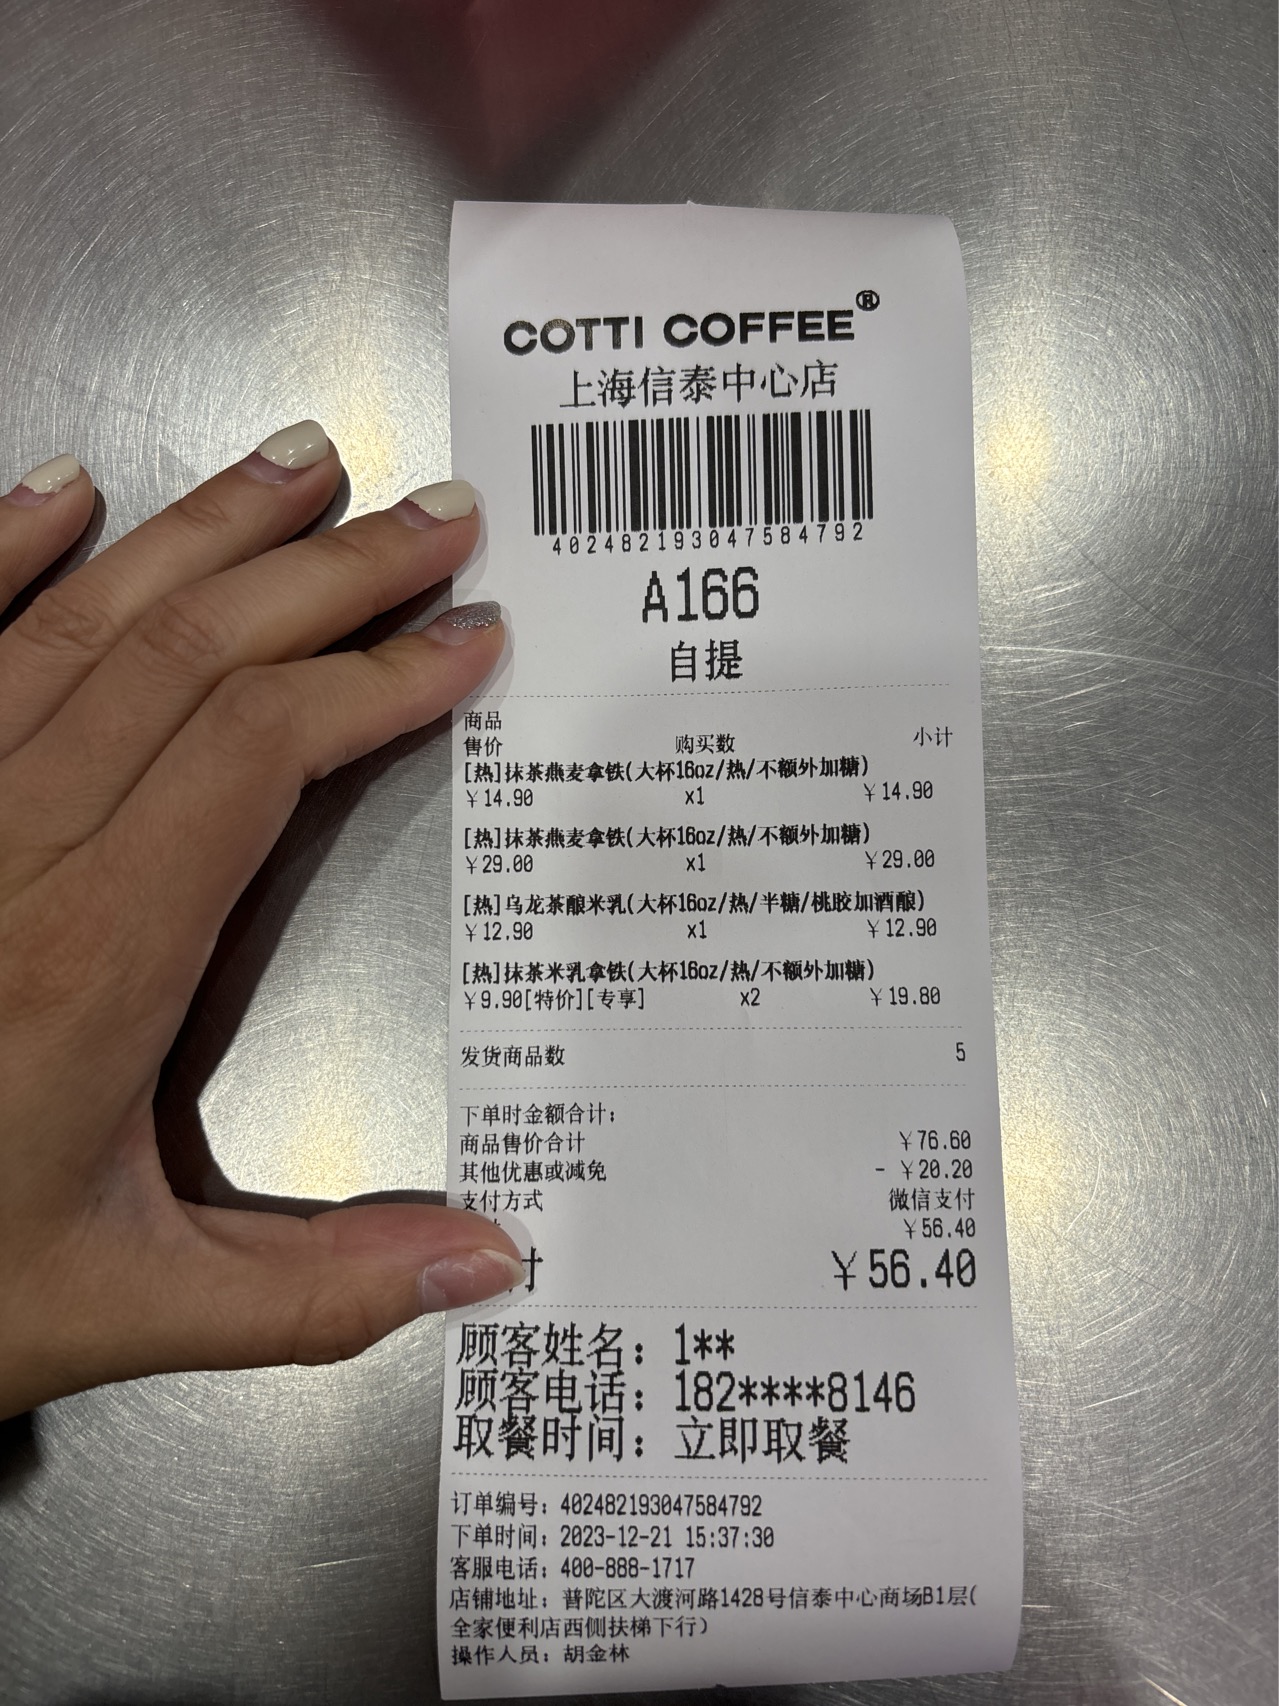 COTTI COFFEE®
上海信泰中心店
402482193047584792
A166
自提
商品
售价 购买数 小计
[热]抹茶燕麦拿铁(大杯16oz/热/不额外加糖)
￥14.90 x1 ￥14.90
[热]抹茶燕麦拿铁(大杯16oz/热/不额外加糖)
￥29.00 x1 ￥29.00
[热]乌龙茶酿米乳(大杯16oz/热/半糖/桃胶加酒酿)
￥12.90 x1 ￥12.90
[热]抹茶米乳拿铁(大杯16oz/热/不额外加糖)
￥9.90[特价][专享] x2 ￥19.80
发货商品数 5
下单时金额合计:
商品售价合计 ￥76.60
其他优惠或减免 - ￥20.20
支付方式 微信支付
￥56.40
付 ￥56.40
顾客姓名: 1**
顾客电话: 182****8146
取餐时间: 立即取餐
订单编号: 402482193047584792
下单时间: 2023-12-21 15:37:30
客服电话: 400-888-1717
店铺地址: 普陀区大渡河路1428号信泰中心商场B1层(
全家便利店西侧扶梯下行)
操作人员: 胡金林